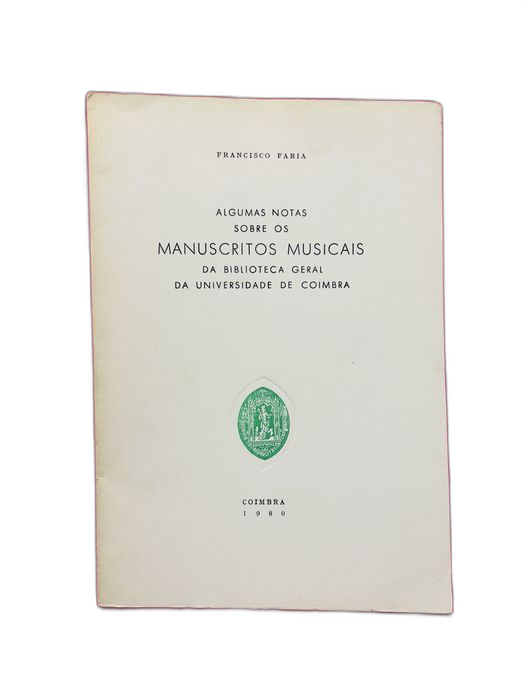 FRANCISCO FARIA
ALGUMAS NOTAS
SOBRE OS
MANUSCRITOS MUSICAIS
DA BIBLIOTECA GERAL
DA UNIVERSIDADE DE COIMBRA
COIMBRA
1980